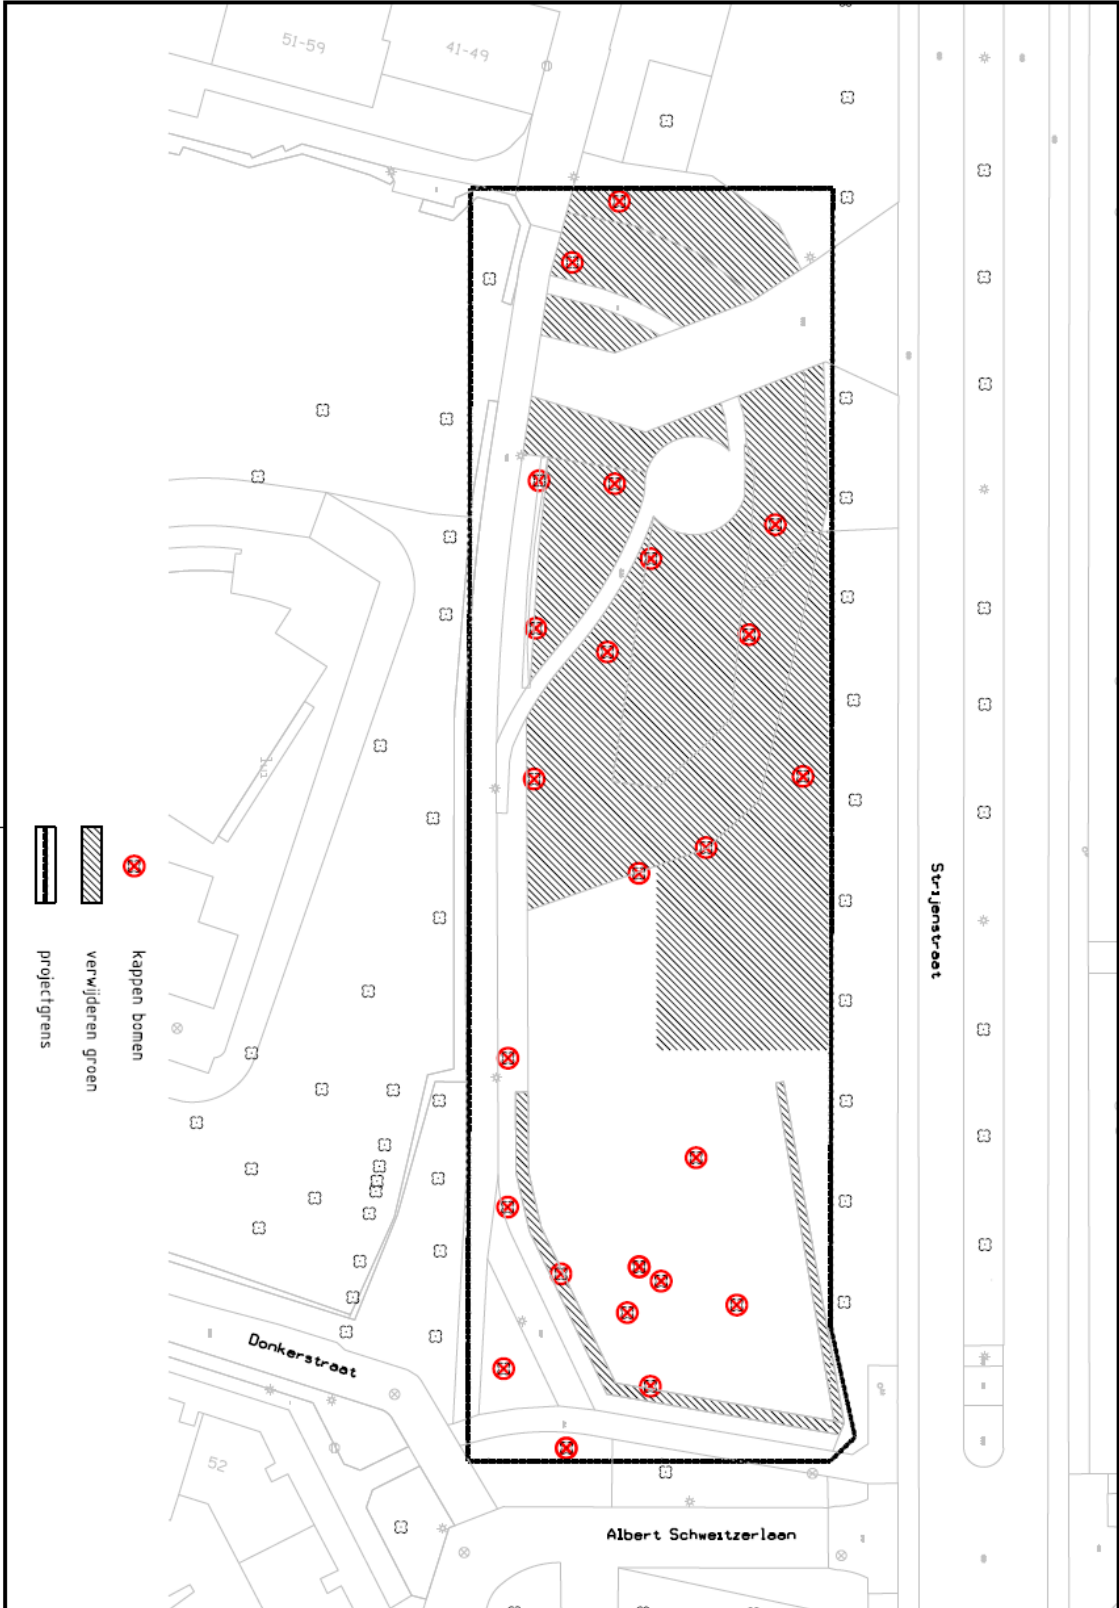 51-59
41-49
Strijenstraat
kappen bomen
verwijderen groen
projectgrens
Donkerstraat
52
Albert Schweitzerlaan